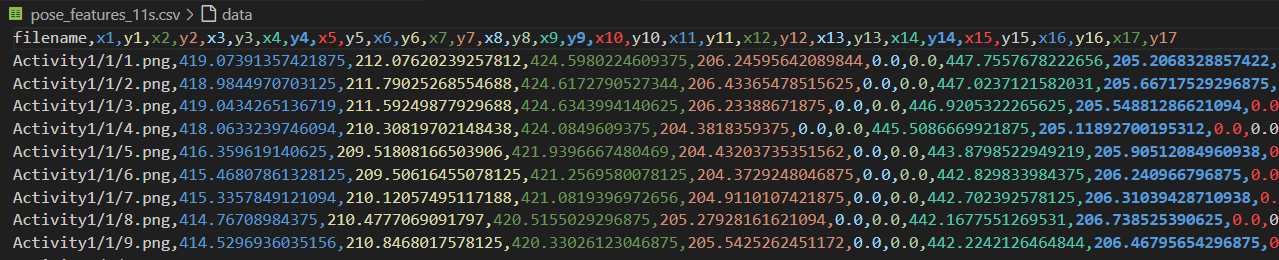 pose_features_11s.csv > data
filename,x1,y1,x2,y2,x3,y3,x4,y4,x5,y5,x6,y6,x7,y7,x8,y8,x9,y9,x10,y10,x11,y11,x12,y12,x13,y13,x14,y14,x15,y15,x16,y16,x17,y17
Activity1/1/1.png,419.07391357421875,212.07620239257812,424.5980224609375,206.24595642089844,0.0,0.0,447.7557678222656,205.2068328857422,
Activity1/1/2.png,418.9844970703125,211.79025268554688,424.6172790527344,206.43365478515625,0.0,0.0,447.0237121582031,205.66717529296875,
Activity1/1/3.png,419.0434265136719,211.59249877929688,424.6343994140625,206.23388671875,0.0,0.0,446.9205322265625,205.54881286621094,0.0
Activity1/1/4.png,418.0633239746094,210.30819702148438,424.0849609375,204.3818359375,0.0,0.0,445.5086669921875,205.11892700195312,0.0,0.0
Activity1/1/5.png,416.359619140625,209.51808166503906,421.9396667480469,204.43203735351562,0.0,0.0,443.8798522949219,205.90512084960938,0.0
Activity1/1/6.png,415.46807861328125,209.50616455078125,421.2569580078125,204.3729248046875,0.0,0.0,442.829833984375,206.240966796875,0.0
Activity1/1/7.png,415.3357849121094,210.12057495117188,421.0819396972656,204.9110107421875,0.0,0.0,442.702392578125,206.31039428710938,0.
Activity1/1/8.png,414.76708984375,210.4777069091797,420.5155029296875,205.27928161621094,0.0,0.0,442.1677551269531,206.738525390625,0.0,0
Activity1/1/9.png,414.5296936035156,210.8468017578125,420.33026123046875,205.5425262451172,0.0,0.0,442.2242126464844,206.46795654296875,0